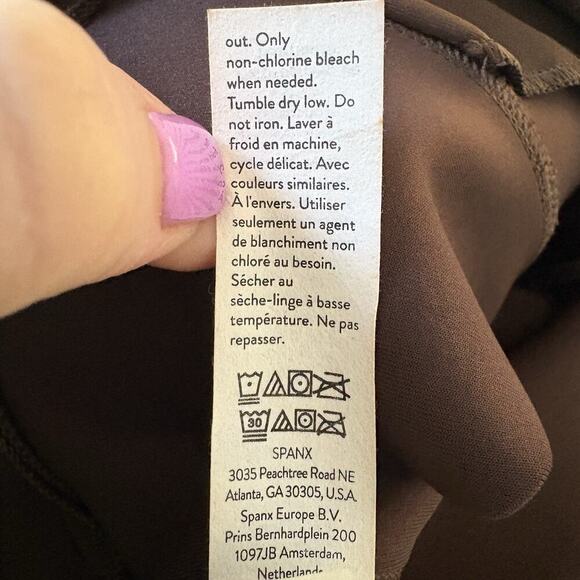 out. Only
non-chlorine bleach
when needed.
Tumble dry low. Do
not iron. Laver à
froid en machine,
cycle délicat. Avec
couleurs similaires.
À l'envers. Utiliser
seulement un agent
de blanchiment non
chloré au besoin.
Sécher au
sèche-linge à basse
température. Ne pas
repasser.
30
SPANX
3035 Peachtree Road NE
Atlanta, GA 30305, U.S.A.
Spanx Europe B.V.
Prins Bernhardplein 200
1097JB Amsterdam,
Netherlands